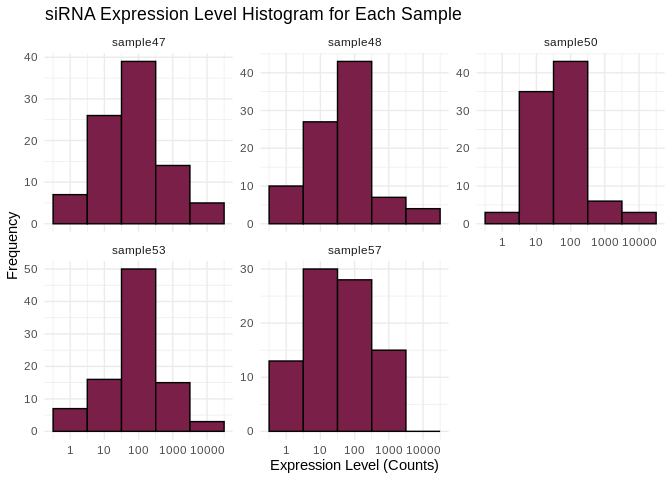 siRNA Expression Level Histogram for Each Sample
sample47
sample48
sample50
40
30
20
10
0
40
30
20
10
0
40
30
20
10
0
1 10 100 1000 10000
Frequency
sample53
sample57
50
40
30
20
10
0
30
20
10
0
1 10 100 1000 10000
1 10 100 1000 10000
Expression Level (Counts)